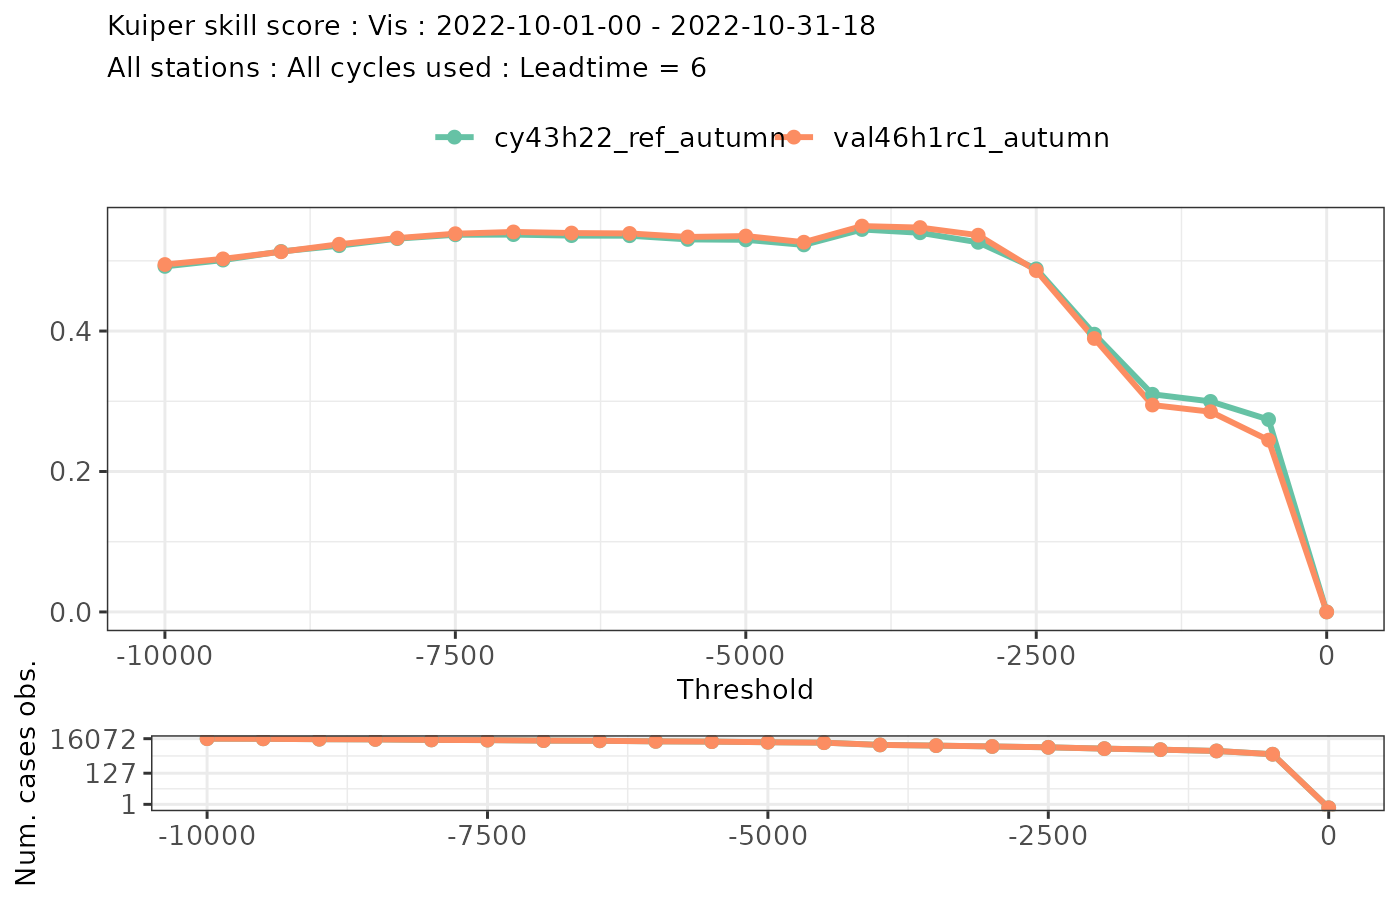 Kuiper skill score : Vis : 2022-10-01-00 - 2022-10-31-18
All stations : All cycles used : Leadtime = 6
cy43h22_ref_autumn val46h1rc1_autumn
0.4
0.2
0.0
-10000 -7500 -5000 -2500 0
Threshold
Num. cases obs.
16072
127
1
-10000 -7500 -5000 -2500 0